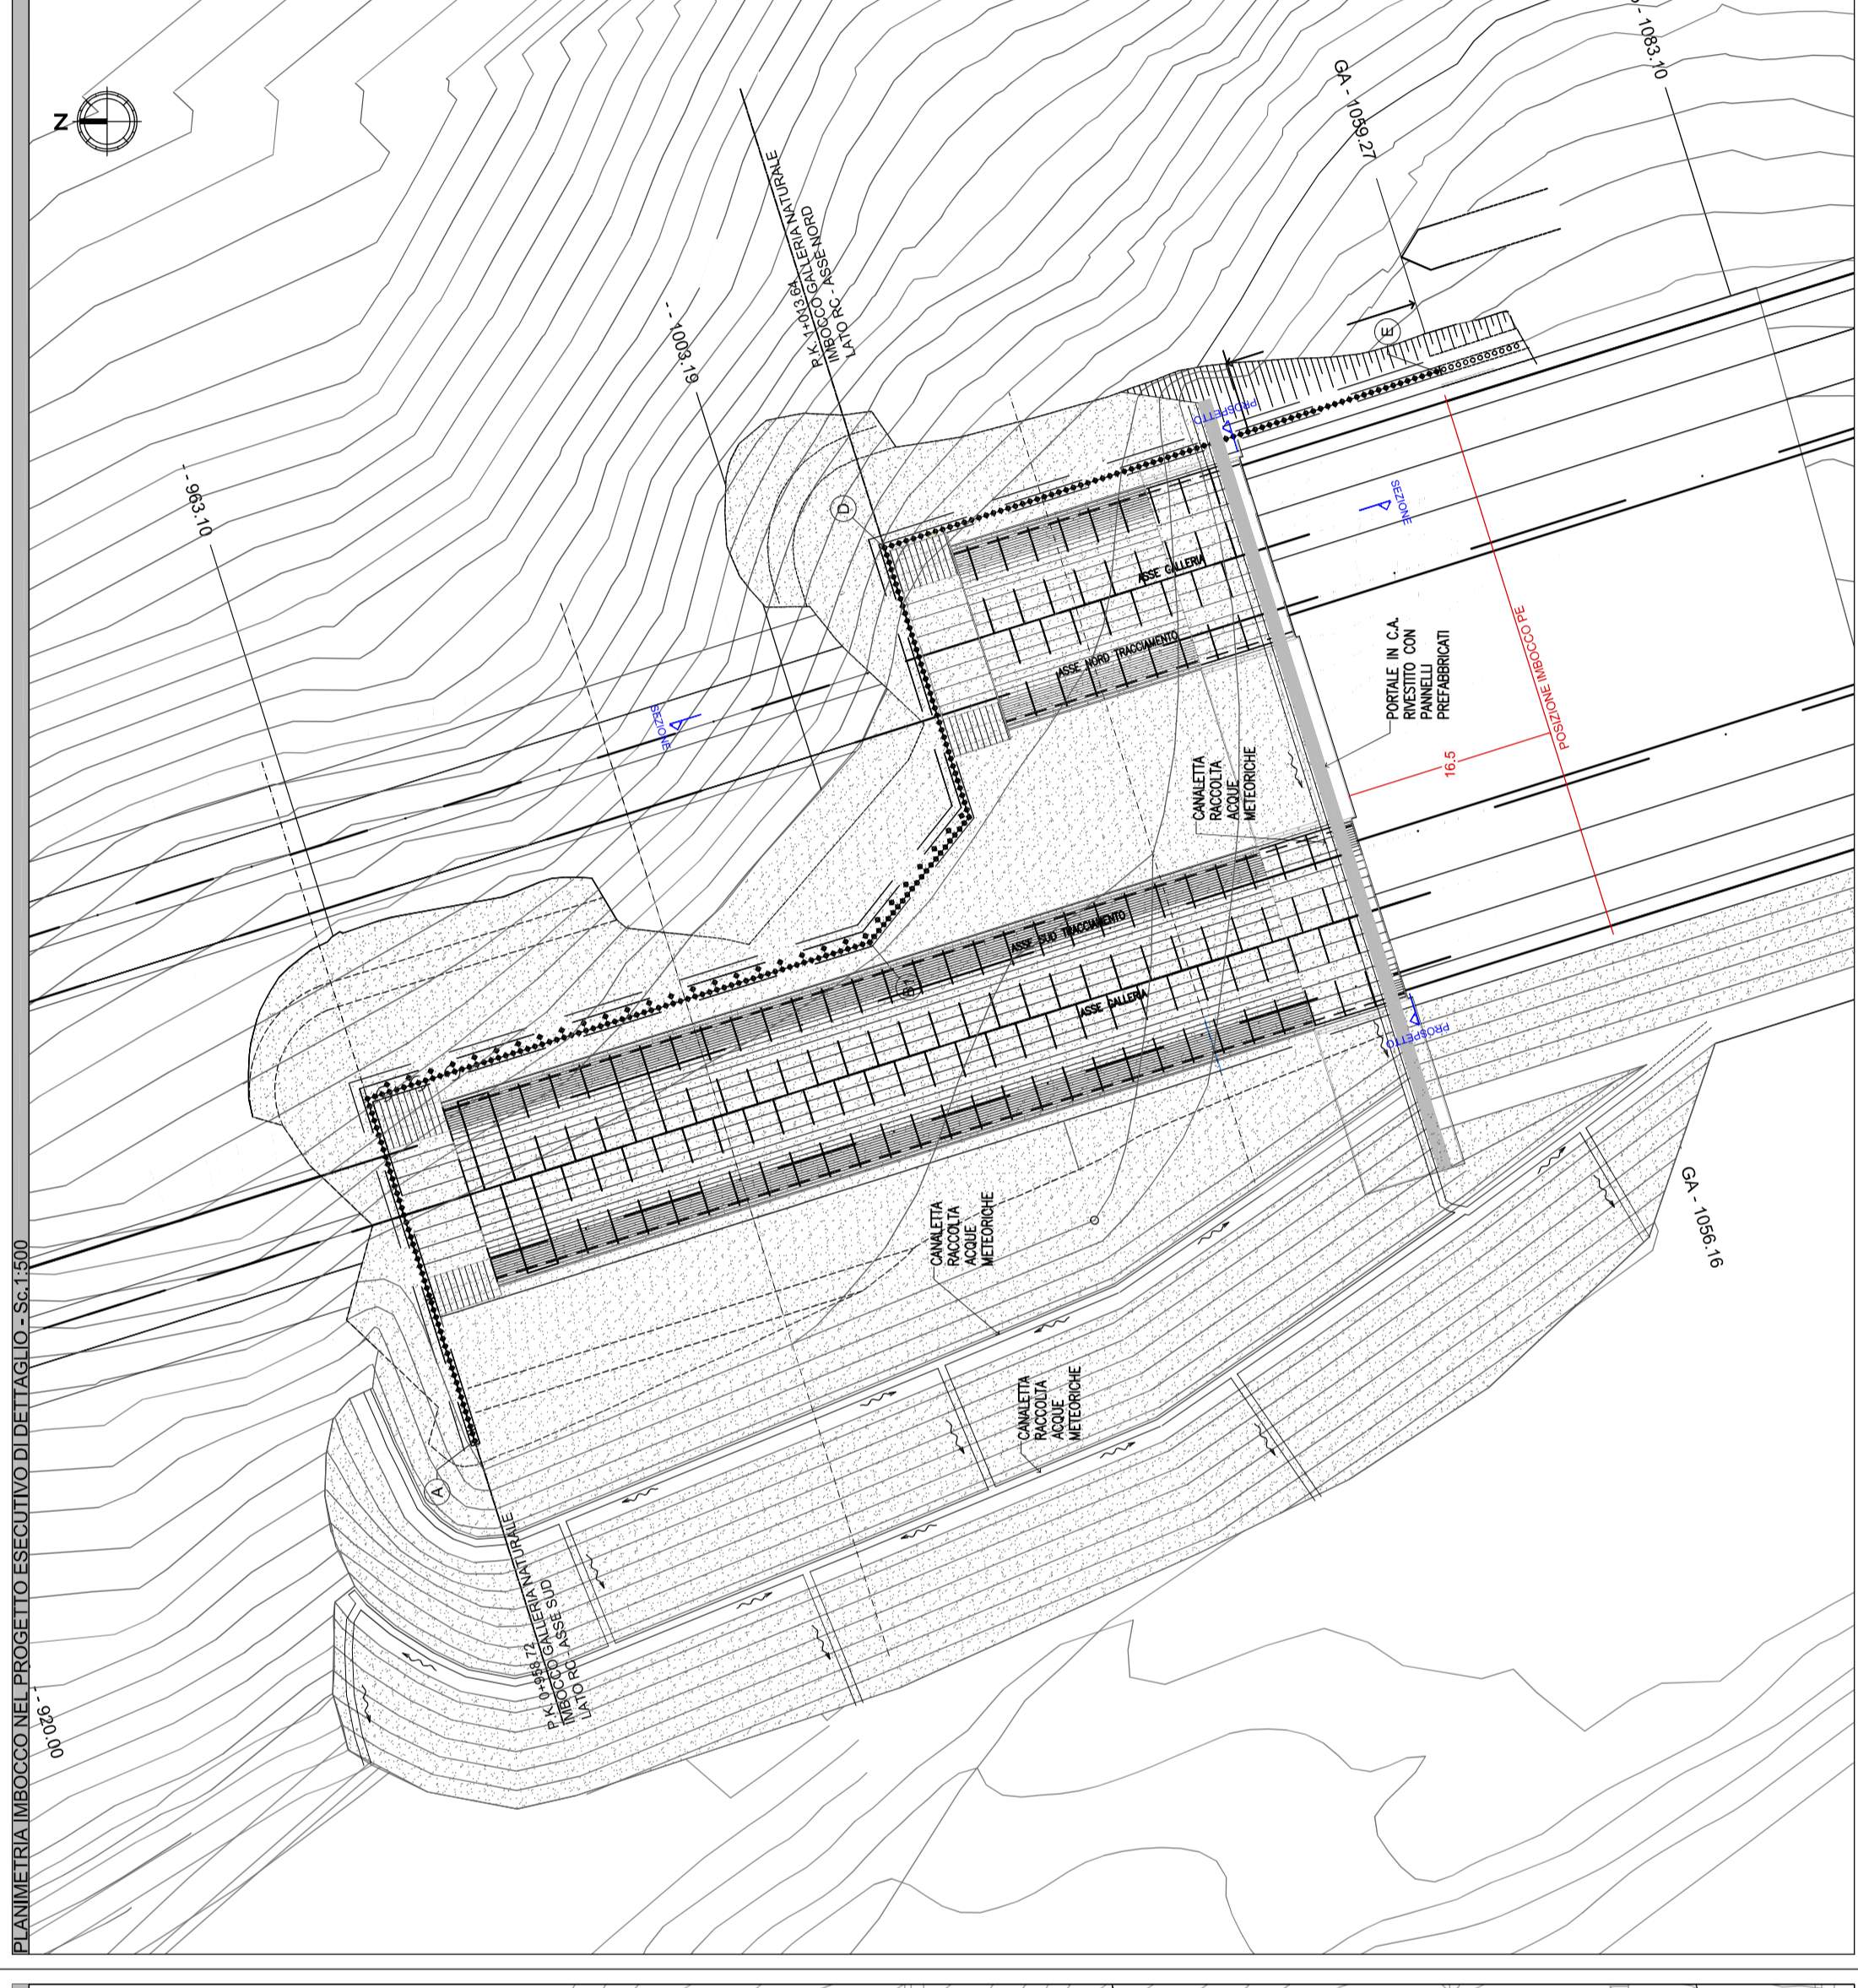 PLANIMETRIA IMBOCCO NEL PROGETTO ESECUTIVO DI DETTAGLIO - Sc.1:500
N
- 1083.10
GA - 1059.27
P.K. 1+013.64
IMBOCCO GALLERIA NATURALE
LATO RC - ASSE NORD
- - 1003.19
- - 963.10
E
PROSPETTO
SEZIONE
D
ASSE GALLERIA
ASSE NORD TRACCIAMENTO
SEZIONE
PORTALE IN C.A.
RIVESTITO CON
PANNELLI
PREFABBRICATI
POSIZIONE IMBOCCO PE
16.5
CANALETTA
RACCOLTA
ACQUE
METEORICHE
ASSE SUD TRACCIAMENTO
B1
ASSE GALLERIA
PROSPETTO
CANALETTA
RACCOLTA
ACQUE
METEORICHE
GA - 1056.16
CANALETTA
RACCOLTA
ACQUE
METEORICHE
A
P.K. 0+958.72
IMBOCCO GALLERIA NATURALE
LATO RC - ASSE SUD
- - 920.00